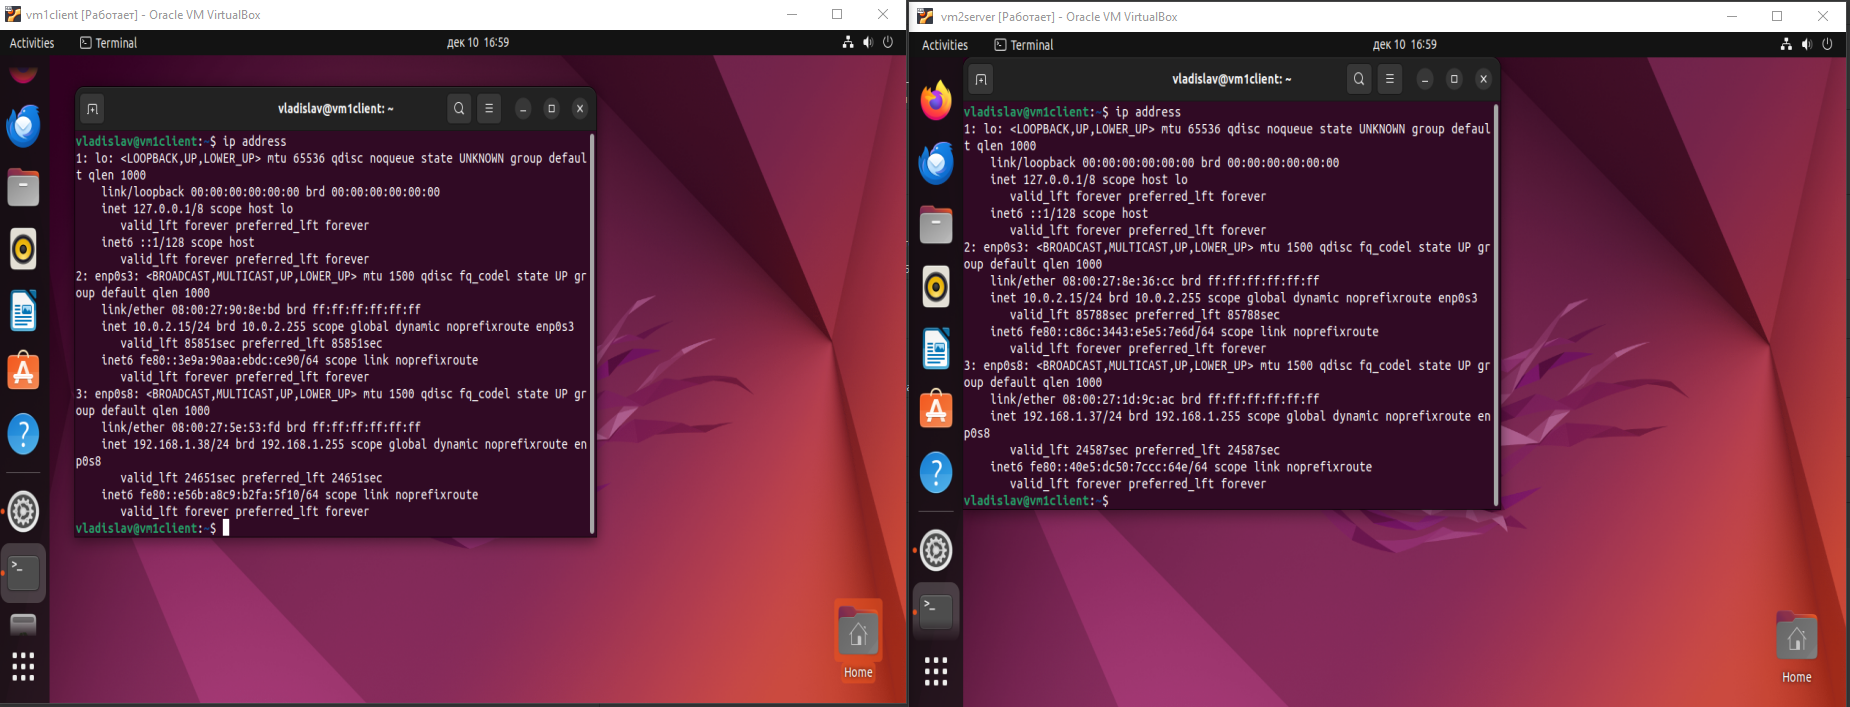 vm1client [Работает] - Oracle VM VirtualBox
Activities
Terminal
дек 10 16:59
vladislav@vm1client: ~
vladislav@vm1client:~$ ip address
1: lo: <LOOPBACK,UP,LOWER_UP> mtu 65536 qdisc noqueue state UNKNOWN group defaul
t qlen 1000
link/loopback 00:00:00:00:00:00 brd 00:00:00:00:00:00
inet 127.0.0.1/8 scope host lo
valid_lft forever preferred_lft forever
inet6 ::1/128 scope host
valid_lft forever preferred_lft forever
2: enp0s3: <BROADCAST,MULTICAST,UP,LOWER_UP> mtu 1500 qdisc fq_codel state UP gr
oup default qlen 1000
link/ether 08:00:27:90:8e:bd brd ff:ff:ff:ff:ff:ff
inet 10.0.2.15/24 brd 10.0.2.255 scope global dynamic noprefixroute enp0s3
valid_lft 85851sec preferred_lft 85851sec
inet6 fe80::3e9a:90aa:ebdc:ce90/64 scope link noprefixroute
valid_lft forever preferred_lft forever
3: enp0s8: <BROADCAST,MULTICAST,UP,LOWER_UP> mtu 1500 qdisc fq_codel state UP gr
oup default qlen 1000
link/ether 08:00:27:5e:53:fd brd ff:ff:ff:ff:ff:ff
inet 192.168.1.38/24 brd 192.168.1.255 scope global dynamic noprefixroute en
p0s8
valid_lft 24651sec preferred_lft 24651sec
inet6 fe80::e56b:a8c9:b2fa:5f10/64 scope link noprefixroute
valid_lft forever preferred_lft forever
vladislav@vm1client:~$
Home
vm2server [Работает] - Oracle VM VirtualBox
Activities
Terminal
дек 10 16:59
vladislav@vm1client: ~
vladislav@vm1client:~$ ip address
1: lo: <LOOPBACK,UP,LOWER_UP> mtu 65536 qdisc noqueue state UNKNOWN group defaul
t qlen 1000
link/loopback 00:00:00:00:00:00 brd 00:00:00:00:00:00
inet 127.0.0.1/8 scope host lo
valid_lft forever preferred_lft forever
inet6 ::1/128 scope host
valid_lft forever preferred_lft forever
2: enp0s3: <BROADCAST,MULTICAST,UP,LOWER_UP> mtu 1500 qdisc fq_codel state UP gr
oup default qlen 1000
link/ether 08:00:27:8e:36:cc brd ff:ff:ff:ff:ff:ff
inet 10.0.2.15/24 brd 10.0.2.255 scope global dynamic noprefixroute enp0s3
valid_lft 85788sec preferred_lft 85788sec
inet6 fe80::c86c:3443:e5e5:7e6d/64 scope link noprefixroute
valid_lft forever preferred_lft forever
3: enp0s8: <BROADCAST,MULTICAST,UP,LOWER_UP> mtu 1500 qdisc fq_codel state UP gr
oup default qlen 1000
link/ether 08:00:27:1d:9c:ac brd ff:ff:ff:ff:ff:ff
inet 192.168.1.37/24 brd 192.168.1.255 scope global dynamic noprefixroute en
p0s8
valid_lft 24587sec preferred_lft 24587sec
inet6 fe80::40e5:dc50:7ccc:64e/64 scope link noprefixroute
valid_lft forever preferred_lft forever
vladislav@vm1client:~$
Home